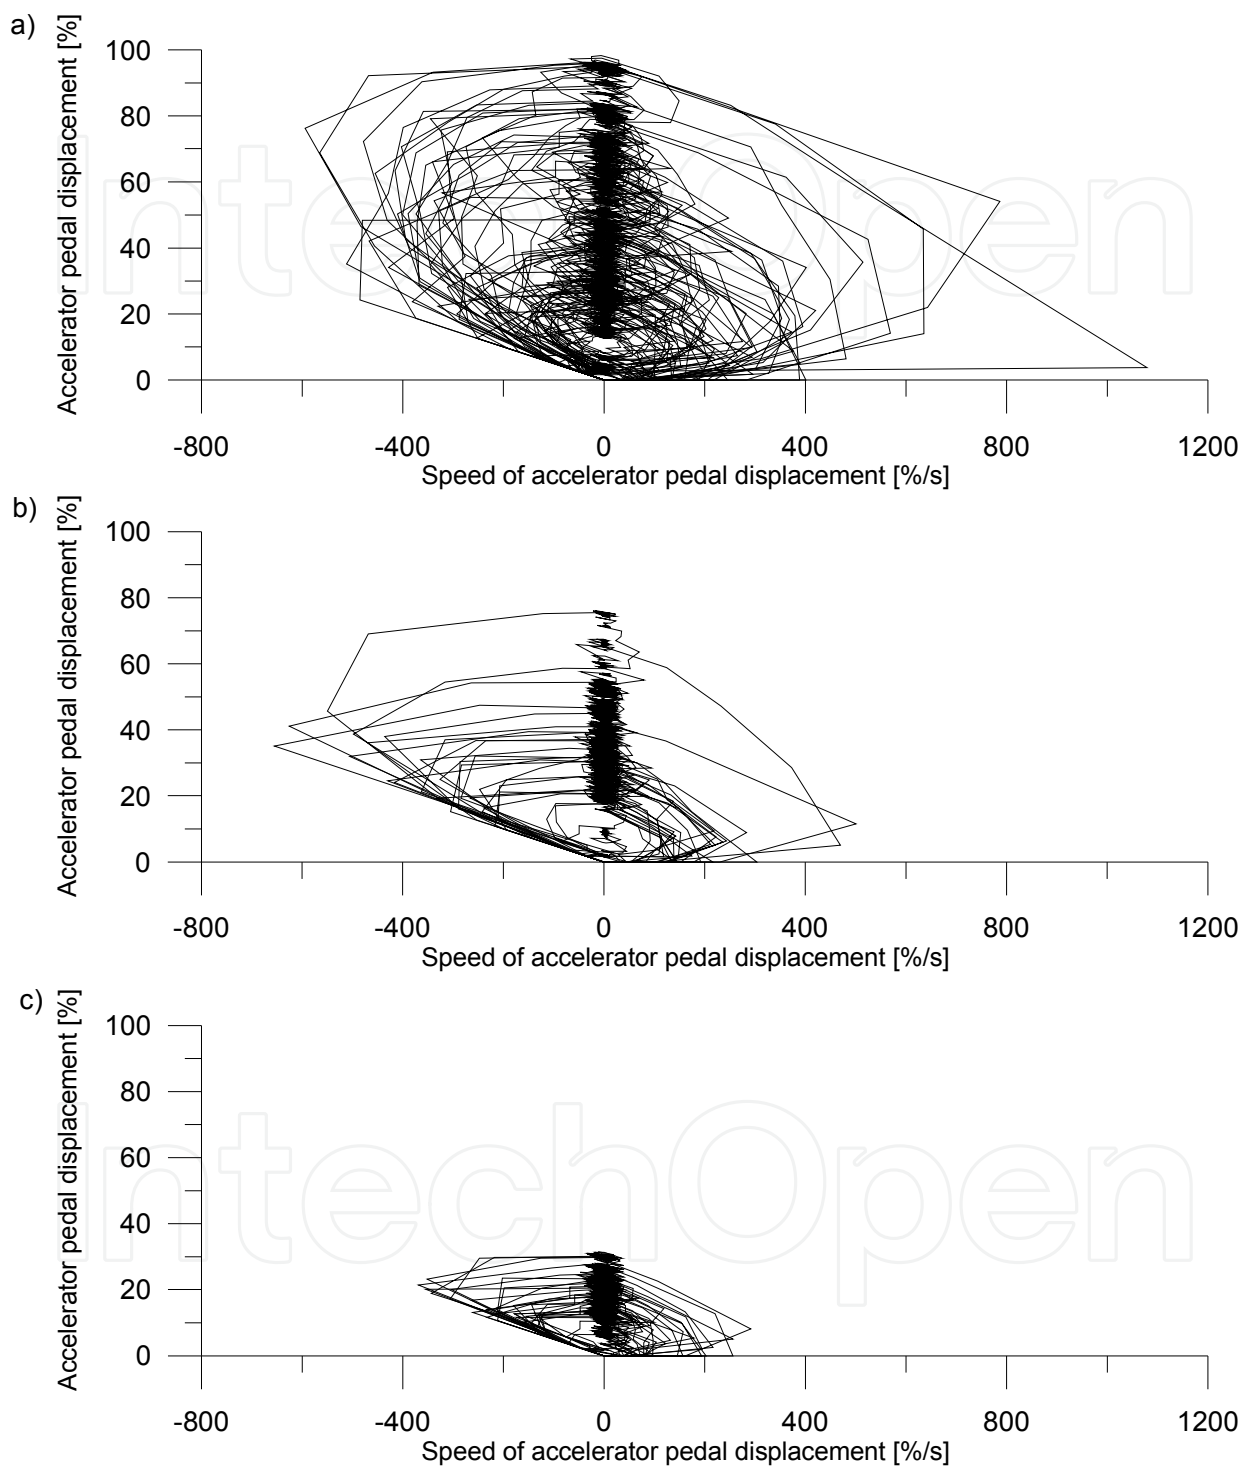 a)
Accelerator pedal displacement [%]
100
80
60
40
20
0
-800 -400 0 400 800 1200
Speed of accelerator pedal displacement [%/s]
b)
Accelerator pedal displacement [%]
100
80
60
40
20
0
-800 -400 0 400 800 1200
Speed of accelerator pedal displacement [%/s]
c)
Accelerator pedal displacement [%]
100
80
60
40
20
0
-800 -400 0 400 800 1200
Speed of accelerator pedal displacement [%/s]
IntechOpen
IntechOpen